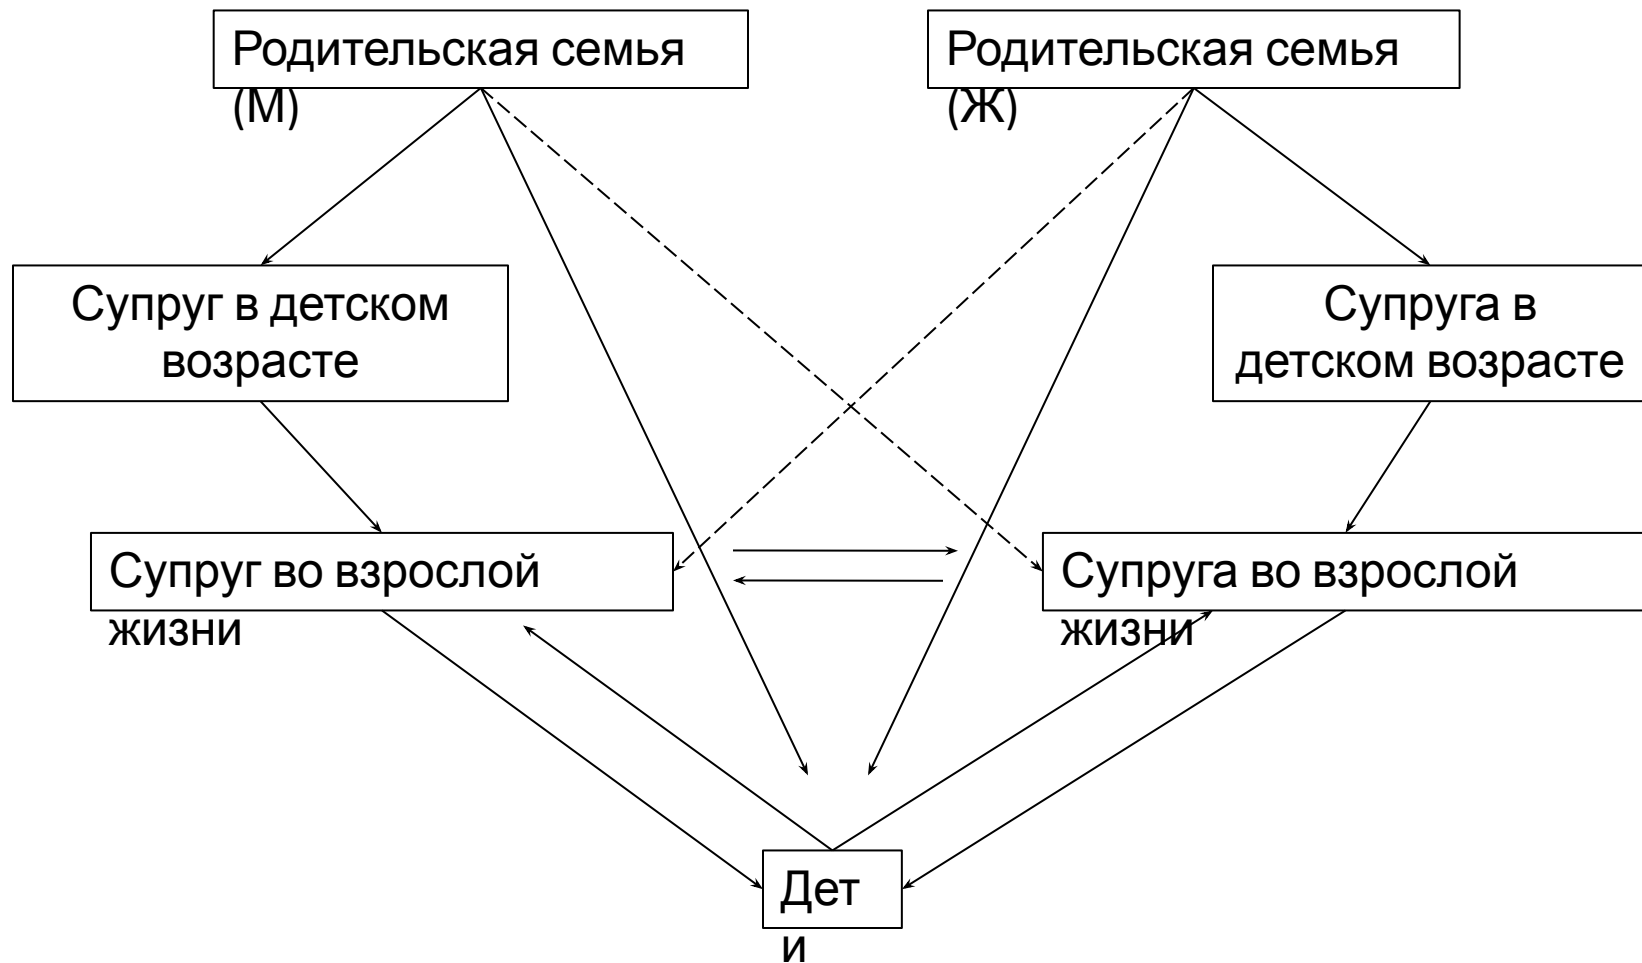 Родительская семья
(М)
Родительская семья
(Ж)
Супруг в детском
возрасте
Супруга в
детском возрасте
Супруг во взрослой
жизни
Супруга во взрослой
жизни
Дет
и